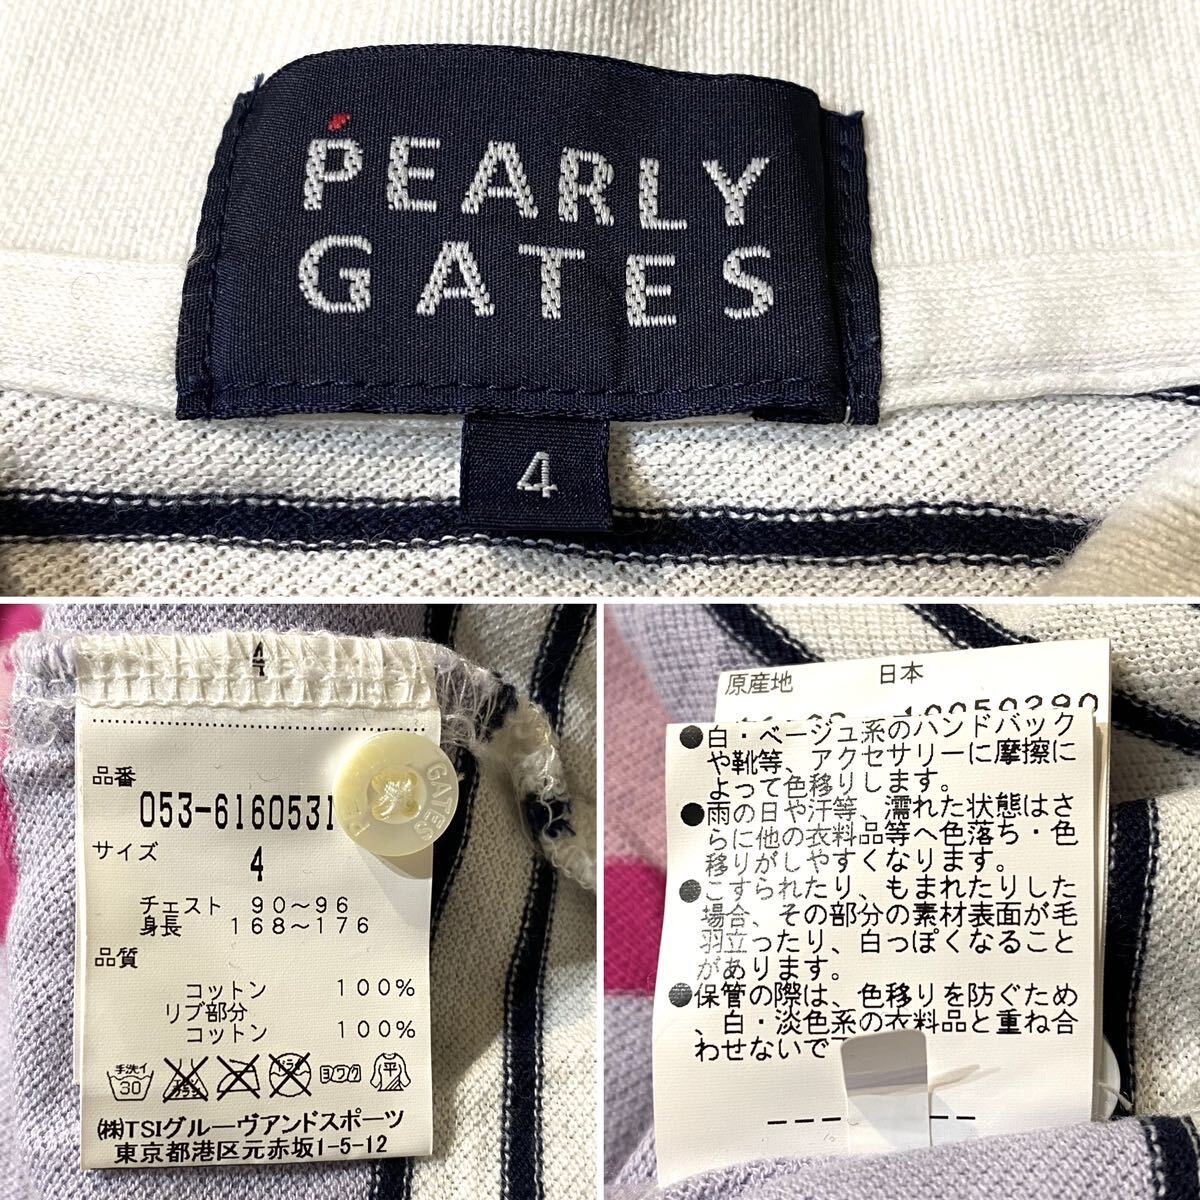 PEARLY
GATES
4
4
品番
053-6160531
サイズ
4
チェスト 90～96
身長 168～176
品質
コットン 100%
リブ部分
コットン 100%
手洗イ
30
ヨワク
平
㈱TSIグルーヴアンドスポーツ
東京都港区元赤坂1-5-12
GATES
原産地 日本
10050290
●白・ベージュ系のハンドバック
や靴等、アクセサリーに摩擦に
よって色移りします。
●雨の日や汗等、濡れた状態はさ
らに他の衣料品等へ色落ち・色
移りがしやすくなります。
●こすられたり、もまれたりした
場合、その部分の素材表面が毛
羽立ったり、白っぽくなること
があります。
●保管の際は、色移りを防ぐため
、白・淡色系の衣料品と重ね合
わせないで